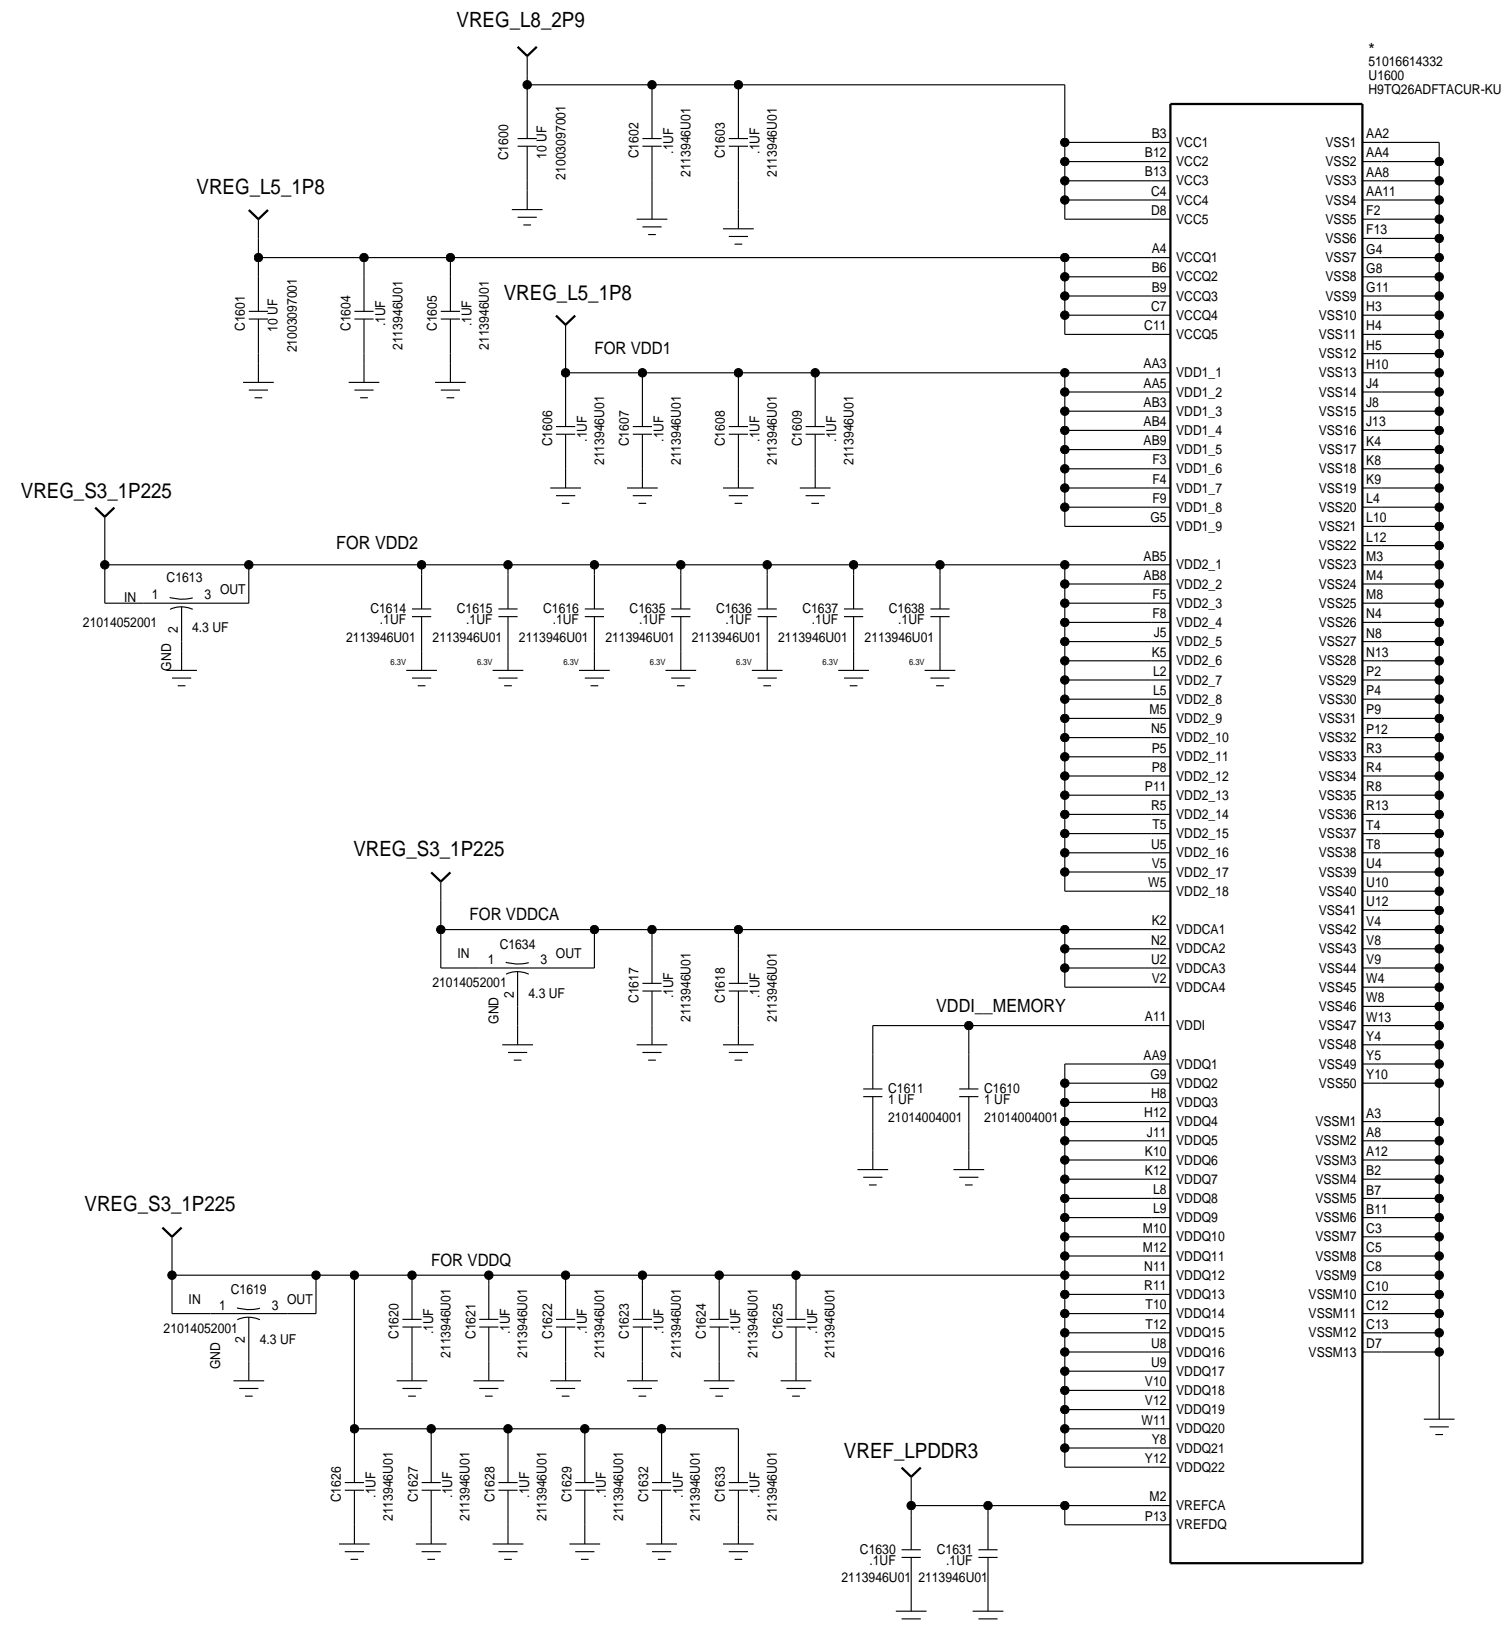 VREG_L8_2P9
*
51016614332
U1600
H9TQ26ADFTACUR-KU
C1600
10 UF
21003097001
C1602
.1UF
2113946U01
C1603
.1UF
2113946U01
B3 VCC1
B12 VCC2
B13 VCC3
C4 VCC4
D8 VCC5
VREG_L5_1P8
C1601
10 UF
21003097001
C1604
.1UF
2113946U01
C1605
.1UF
2113946U01
A4 VCCQ1
B6 VCCQ2
B9 VCCQ3
C7 VCCQ4
C11 VCCQ5
VREG_L5_1P8
FOR VDD1
C1606
.1UF
2113946U01
C1607
.1UF
2113946U01
C1608
.1UF
2113946U01
C1609
.1UF
2113946U01
AA3 VDD1_1
AA5 VDD1_2
AB3 VDD1_3
AB4 VDD1_4
AB9 VDD1_5
F3 VDD1_6
F4 VDD1_7
F9 VDD1_8
G5 VDD1_9
VREG_S3_1P225
FOR VDD2
C1613
IN 1 3 OUT
21014052001
2
4.3 UF
GND
C1614
.1UF
2113946U01
6.3V
C1615
.1UF
2113946U01
6.3V
C1616
.1UF
2113946U01
6.3V
C1635
.1UF
2113946U01
6.3V
C1636
.1UF
2113946U01
6.3V
C1637
.1UF
2113946U01
6.3V
C1638
.1UF
2113946U01
6.3V
AB5 VDD2_1
AB8 VDD2_2
F5 VDD2_3
F8 VDD2_4
J5 VDD2_5
K5 VDD2_6
L2 VDD2_7
L5 VDD2_8
M5 VDD2_9
N5 VDD2_10
P5 VDD2_11
P8 VDD2_12
P11 VDD2_13
R5 VDD2_14
T5 VDD2_15
U5 VDD2_16
V5 VDD2_17
W5 VDD2_18
VREG_S3_1P225
FOR VDDCA
C1634
IN 1 3 OUT
21014052001
2
4.3 UF
GND
C1617
.1UF
2113946U01
C1618
.1UF
2113946U01
K2 VDDCA1
N2 VDDCA2
U2 VDDCA3
V2 VDDCA4
VDDI__MEMORY
A11 VDDI
C1611
1 UF
21014004001
C1610
1 UF
21014004001
AA9 VDDQ1
G9 VDDQ2
H8 VDDQ3
H12 VDDQ4
J11 VDDQ5
K10 VDDQ6
K12 VDDQ7
L8 VDDQ8
L9 VDDQ9
M10 VDDQ10
M12 VDDQ11
N11 VDDQ12
R11 VDDQ13
T10 VDDQ14
T12 VDDQ15
U8 VDDQ16
U9 VDDQ17
V10 VDDQ18
V12 VDDQ19
W11 VDDQ20
Y8 VDDQ21
Y12 VDDQ22
VREG_S3_1P225
FOR VDDQ
C1619
IN 1 3 OUT
21014052001
2
4.3 UF
GND
C1620
.1UF
2113946U01
C1621
.1UF
2113946U01
C1622
.1UF
2113946U01
C1623
.1UF
2113946U01
C1624
.1UF
2113946U01
C1625
.1UF
2113946U01
C1626
.1UF
2113946U01
C1627
.1UF
2113946U01
C1628
.1UF
2113946U01
C1629
.1UF
2113946U01
C1632
.1UF
2113946U01
C1633
.1UF
2113946U01
VREF_LPDDR3
M2 VREFCA
P13 VREFDQ
C1630
.1UF
2113946U01
C1631
.1UF
2113946U01
VSS1 AA2
VSS2 AA4
VSS3 AA8
VSS4 AA11
VSS5 F2
VSS6 F13
VSS7 G4
VSS8 G8
VSS9 G11
VSS10 H3
VSS11 H4
VSS12 H5
VSS13 H10
VSS14 J4
VSS15 J8
VSS16 J13
VSS17 K4
VSS18 K8
VSS19 K9
VSS20 L4
VSS21 L10
VSS22 L12
VSS23 M3
VSS24 M4
VSS25 M8
VSS26 N4
VSS27 N8
VSS28 N13
VSS29 P2
VSS30 P4
VSS31 P9
VSS32 P12
VSS33 R3
VSS34 R4
VSS35 R8
VSS36 R13
VSS37 T4
VSS38 T8
VSS39 U4
VSS40 U10
VSS41 U12
VSS42 V4
VSS43 V8
VSS44 V9
VSS45 W4
VSS46 W8
VSS47 W13
VSS48 Y4
VSS49 Y5
VSS50 Y10
VSSM1 A3
VSSM2 A8
VSSM3 A12
VSSM4 B2
VSSM5 B7
VSSM6 B11
VSSM7 C3
VSSM8 C5
VSSM9 C8
VSSM10 C10
VSSM11 C12
VSSM12 C13
VSSM13 D7